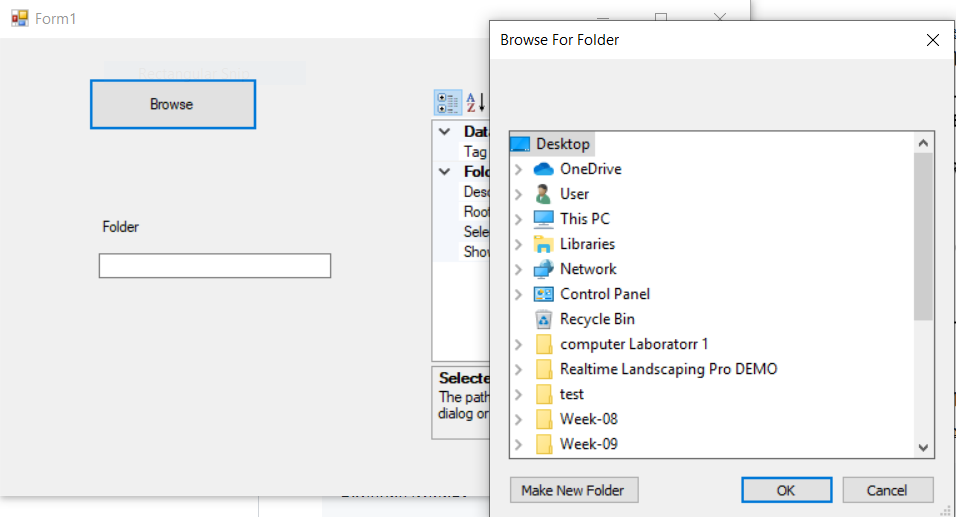 Form1
Browse
Folder
Data
Tag
Fold
Desc
Root
Sele
Shov
Selecte
The path
dialog or
Browse For Folder
Desktop
OneDrive
User
This PC
Libraries
Network
Control Panel
Recycle Bin
computer Laboratorr 1
Realtime Landscaping Pro DEMO
test
Week-08
Week-09
Make New Folder
OK
Cancel